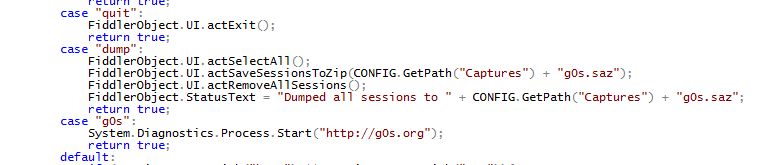 return true;
case "quit":
FiddlerObject.UI.actExit();
return true;
case "dump":
FiddlerObject.UI.actSelectAll();
FiddlerObject.UI.actSaveSessionsToZip(CONFIG.GetPath("Captures") + "g0s.saz");
FiddlerObject.UI.actRemoveAllSessions();
FiddlerObject.StatusText = "Dumped all sessions to " + CONFIG.GetPath("Captures") + "g0s.saz";
return true;
case "g0s":
System.Diagnostics.Process.Start("http://g0s.org");
return true;
default: